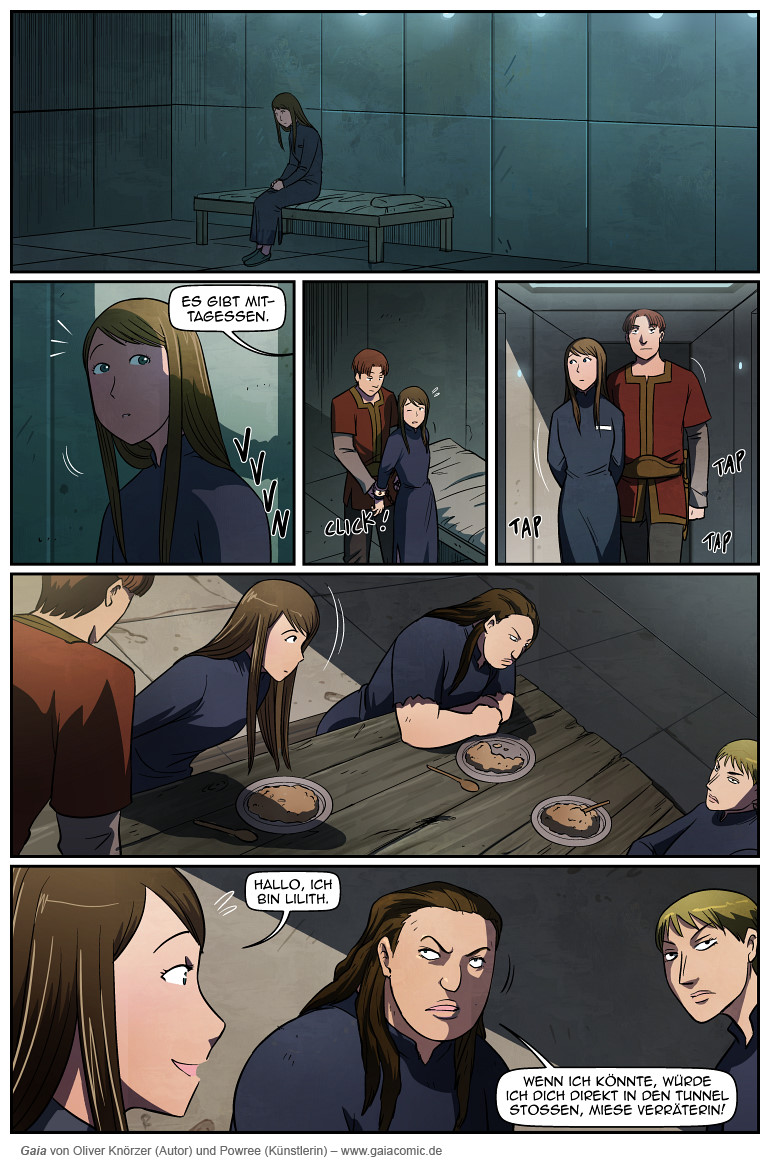 ES GIBT MIT-
TAGESSEN.
VVVN
CLICK!
TAP
TAP
TAP
HALLO, ICH
BIN LILITH.
WENN ICH KÖNNTE, WÜRDE
ICH DICH DIREKT IN DEN TUNNEL
STOSSEN, MIESE VERRÄTERIN!
Gaia von Oliver Knörzer (Autor) und Powree (Künstlerin) – www.gaiacomic.de